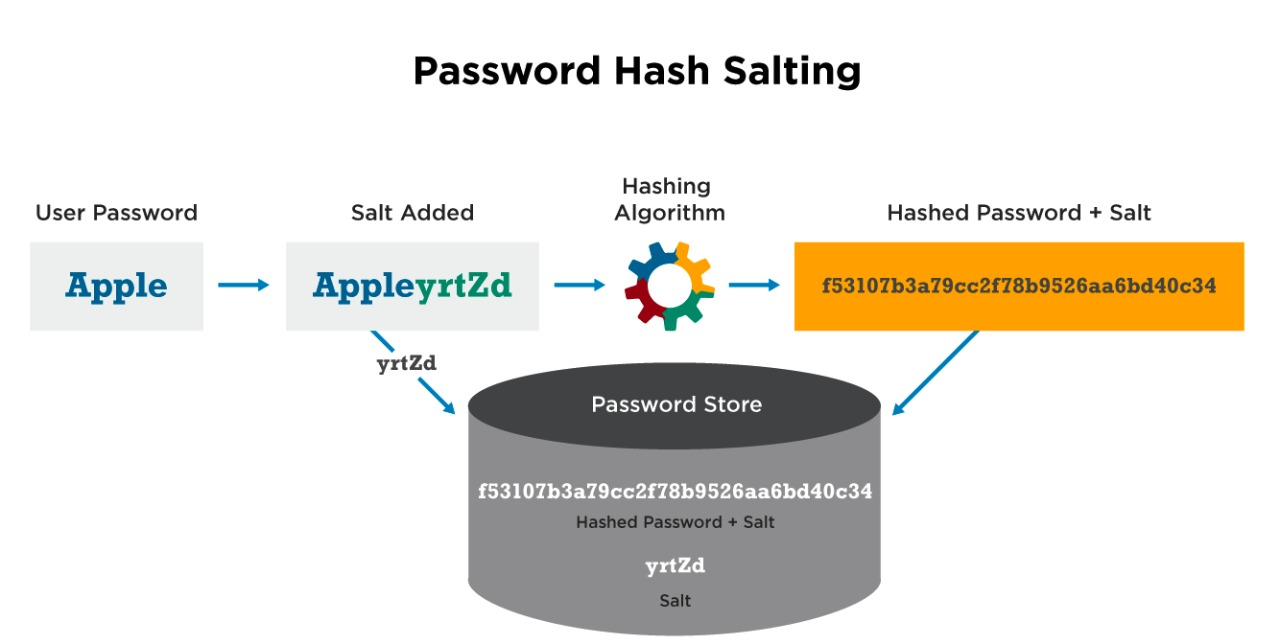 Password Hash Salting
User Password
Salt Added
Hashing
Algorithm
Hashed Password + Salt
Apple
AppleyrtZd
f53107b3a79cc2f78b9526aa6bd40c34
yrtZd
Password Store
f53107b3a79cc2f78b9526aa6bd40c34
Hashed Password + Salt
yrtZd
Salt